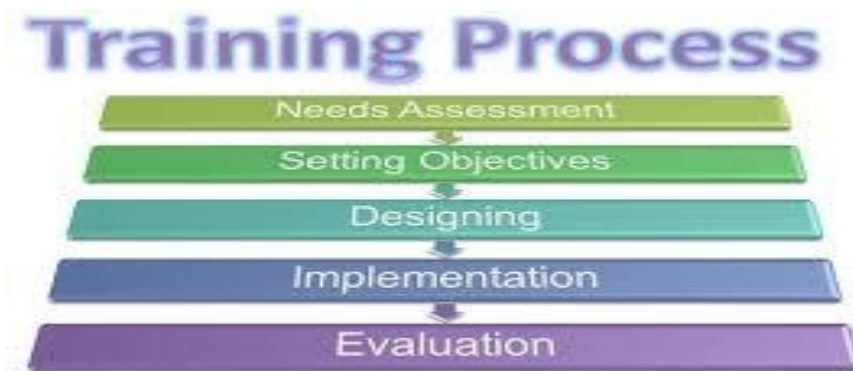 Training Process
Needs Assessment
Setting Objectives
Designing
Implementation
Evaluation